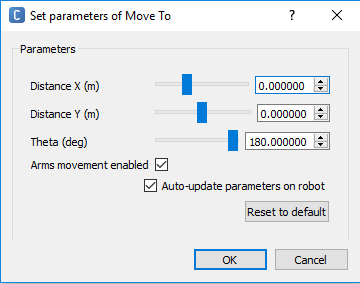 C Set parameters of Move To ?
Parameters
Distance X (m) 0.000000
Distance Y (m) 0.000000
Theta (deg) 180.000000
Arms movement enabled
Auto-update parameters on robot
Reset to default
OK Cancel